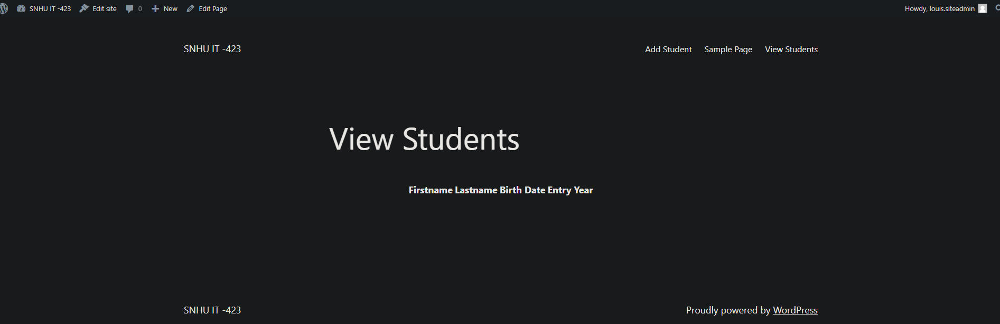 SNHU IT -423 Edit site 0 New Edit Page Howdy, louis.siteadmin
SNHU IT -423 Add Student Sample Page View Students
View Students
Firstname Lastname Birth Date Entry Year
SNHU IT -423 Proudly powered by WordPress